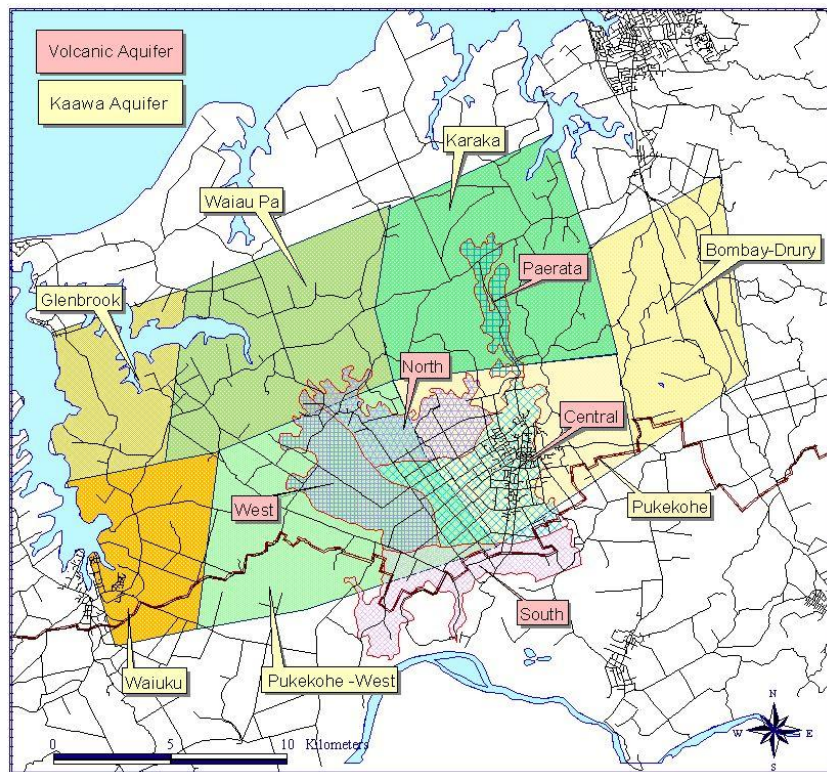 Volcanic Aquifer
Kaawa Aquifer
Karaka
Waiau Pa
Paerata
Bombay-Drury
Glenbrook
North
Central
West
Pukekohe
South
Waiuku
Pukekohe -West
0 5 10 Kilometers
N
W E
S